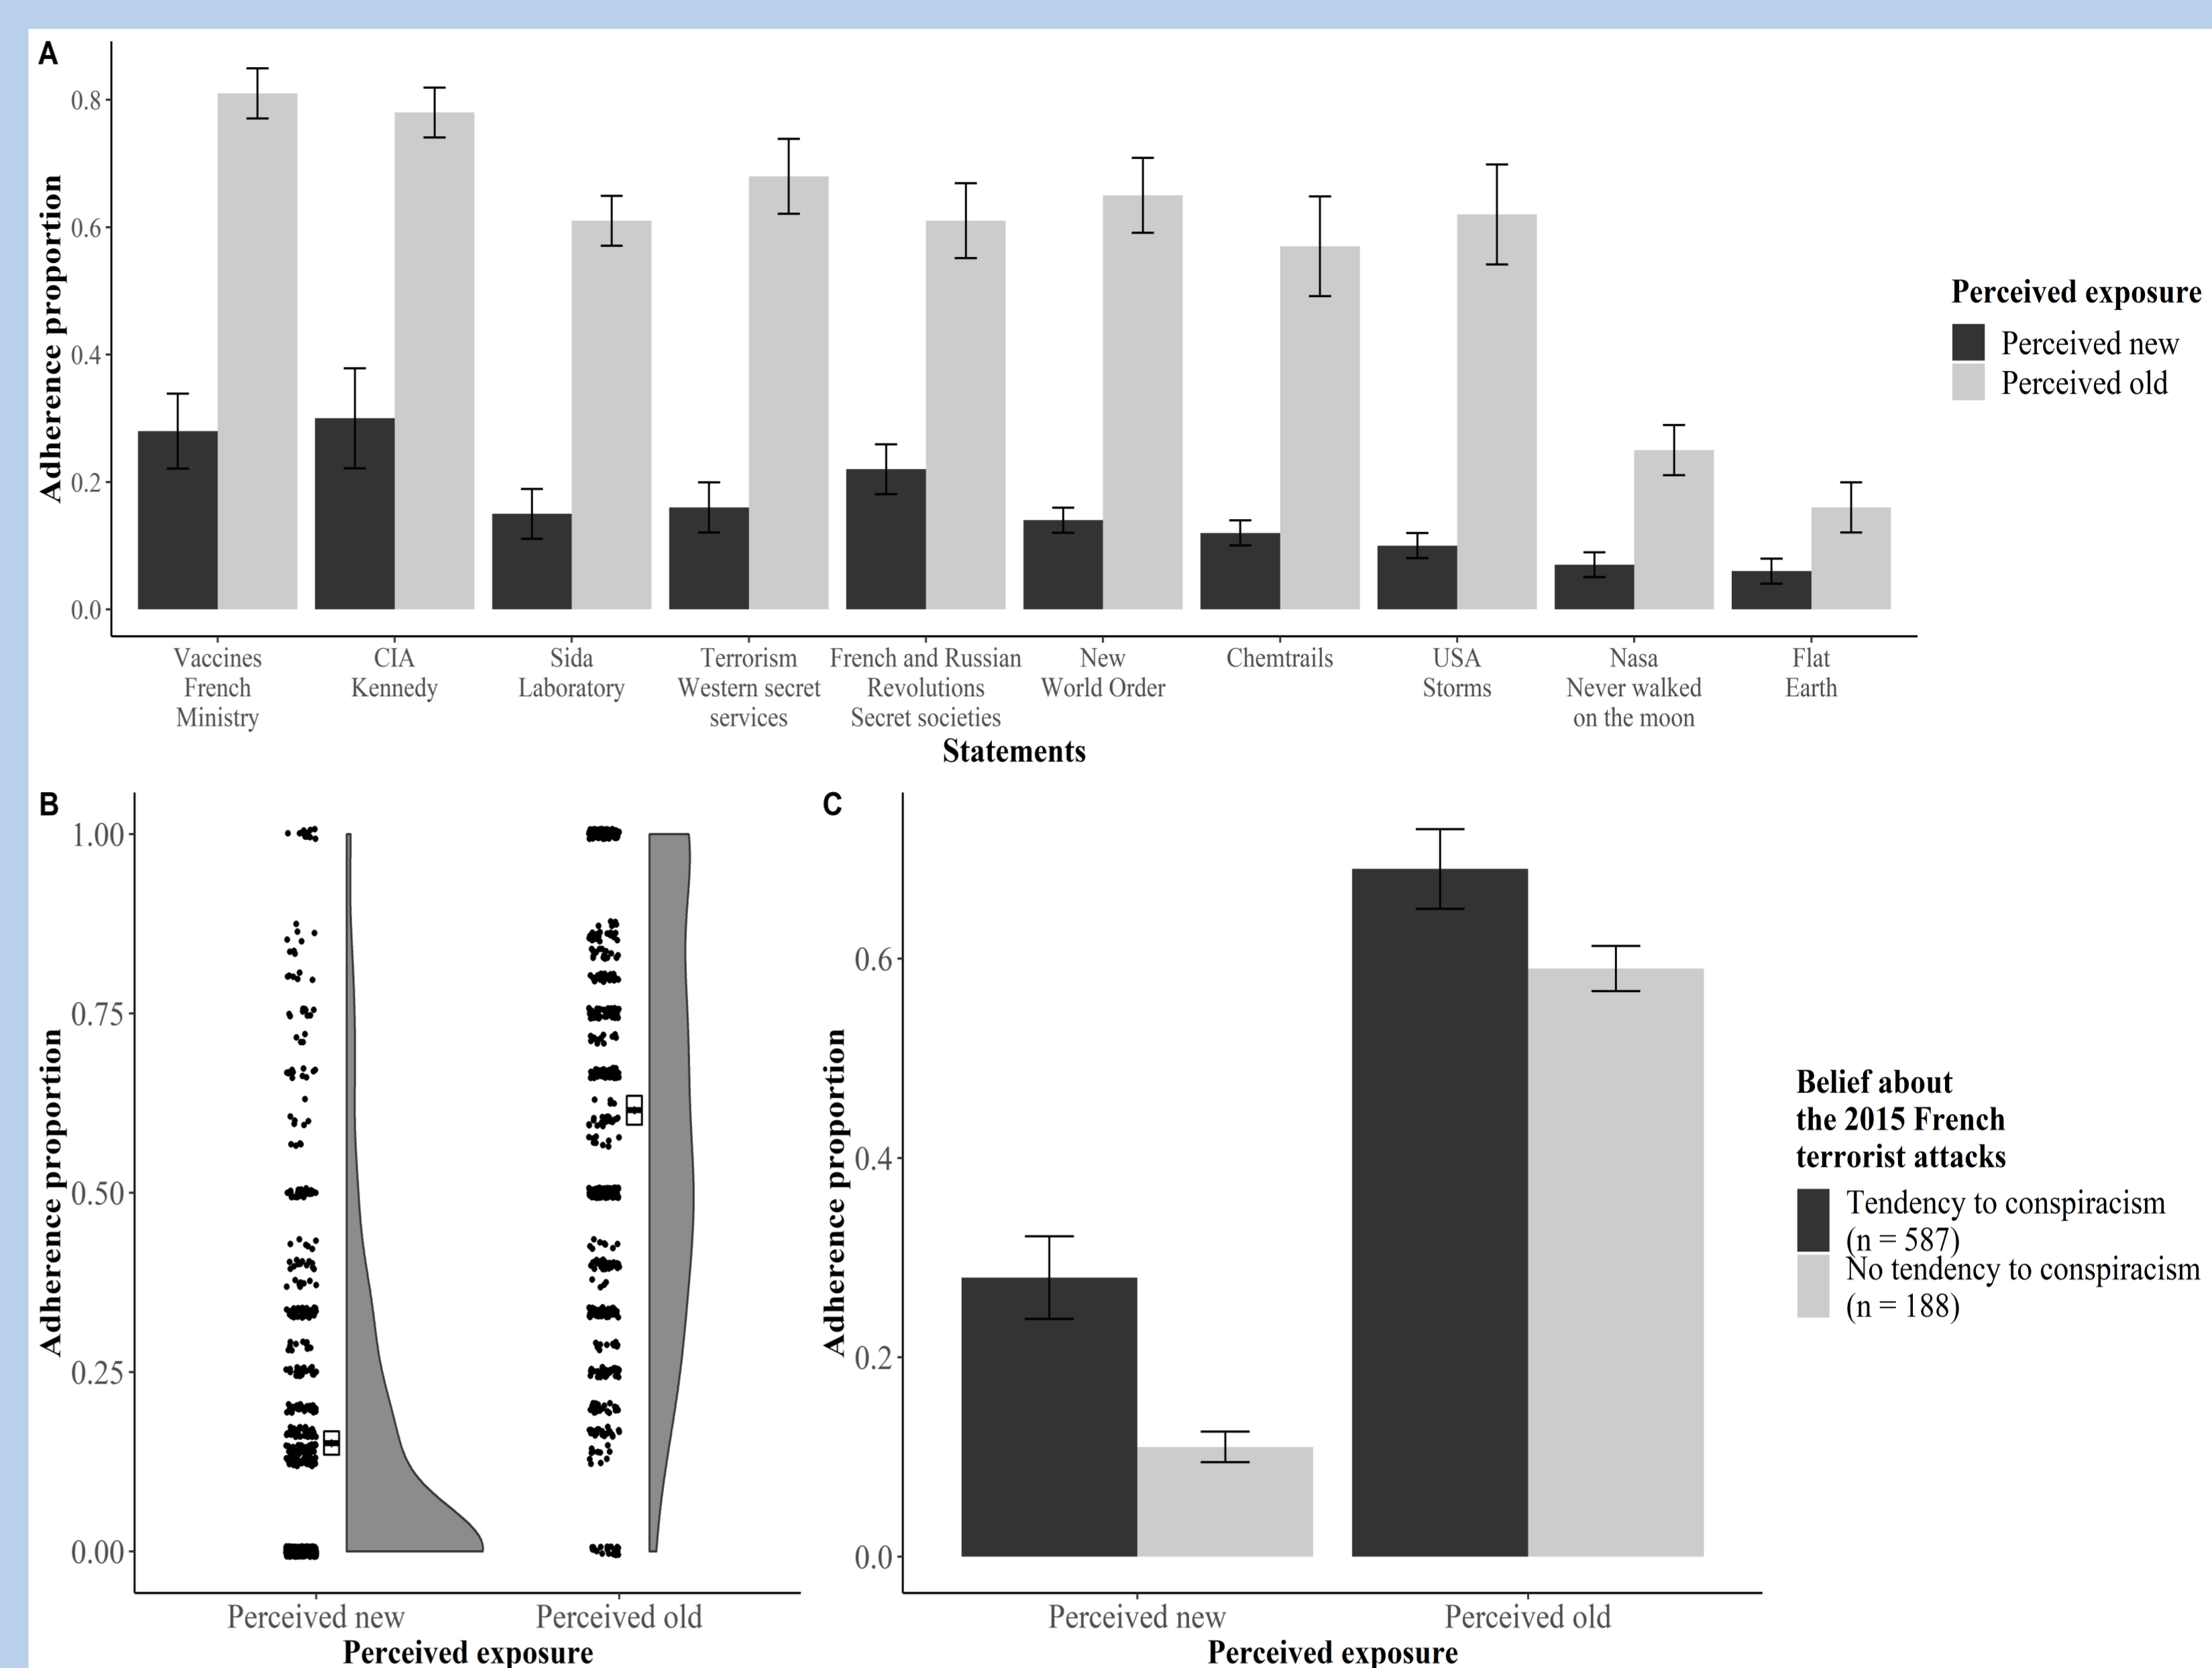 A
Adherence proportion
0.8
0.6
0.4
0.2
0.0
Vaccines
French
Ministry
CIA
Kennedy
Sida
Laboratory
Terrorism
Western secret
services
French and Russian
Revolutions
Secret societies
New
World Order
Chemtrails
USA
Storms
Nasa
Never walked
on the moon
Flat
Earth
Statements
Perceived exposure
Perceived new
Perceived old
B
Adherence proportion
1.00
0.75
0.50
0.25
0.00
Perceived new
Perceived old
Perceived exposure
C
Adherence proportion
0.6
0.4
0.2
0.0
Perceived new
Perceived old
Perceived exposure
Belief about
the 2015 French
terrorist attacks
Tendency to conspiracism
(n = 587)
No tendency to conspiracism
(n = 188)